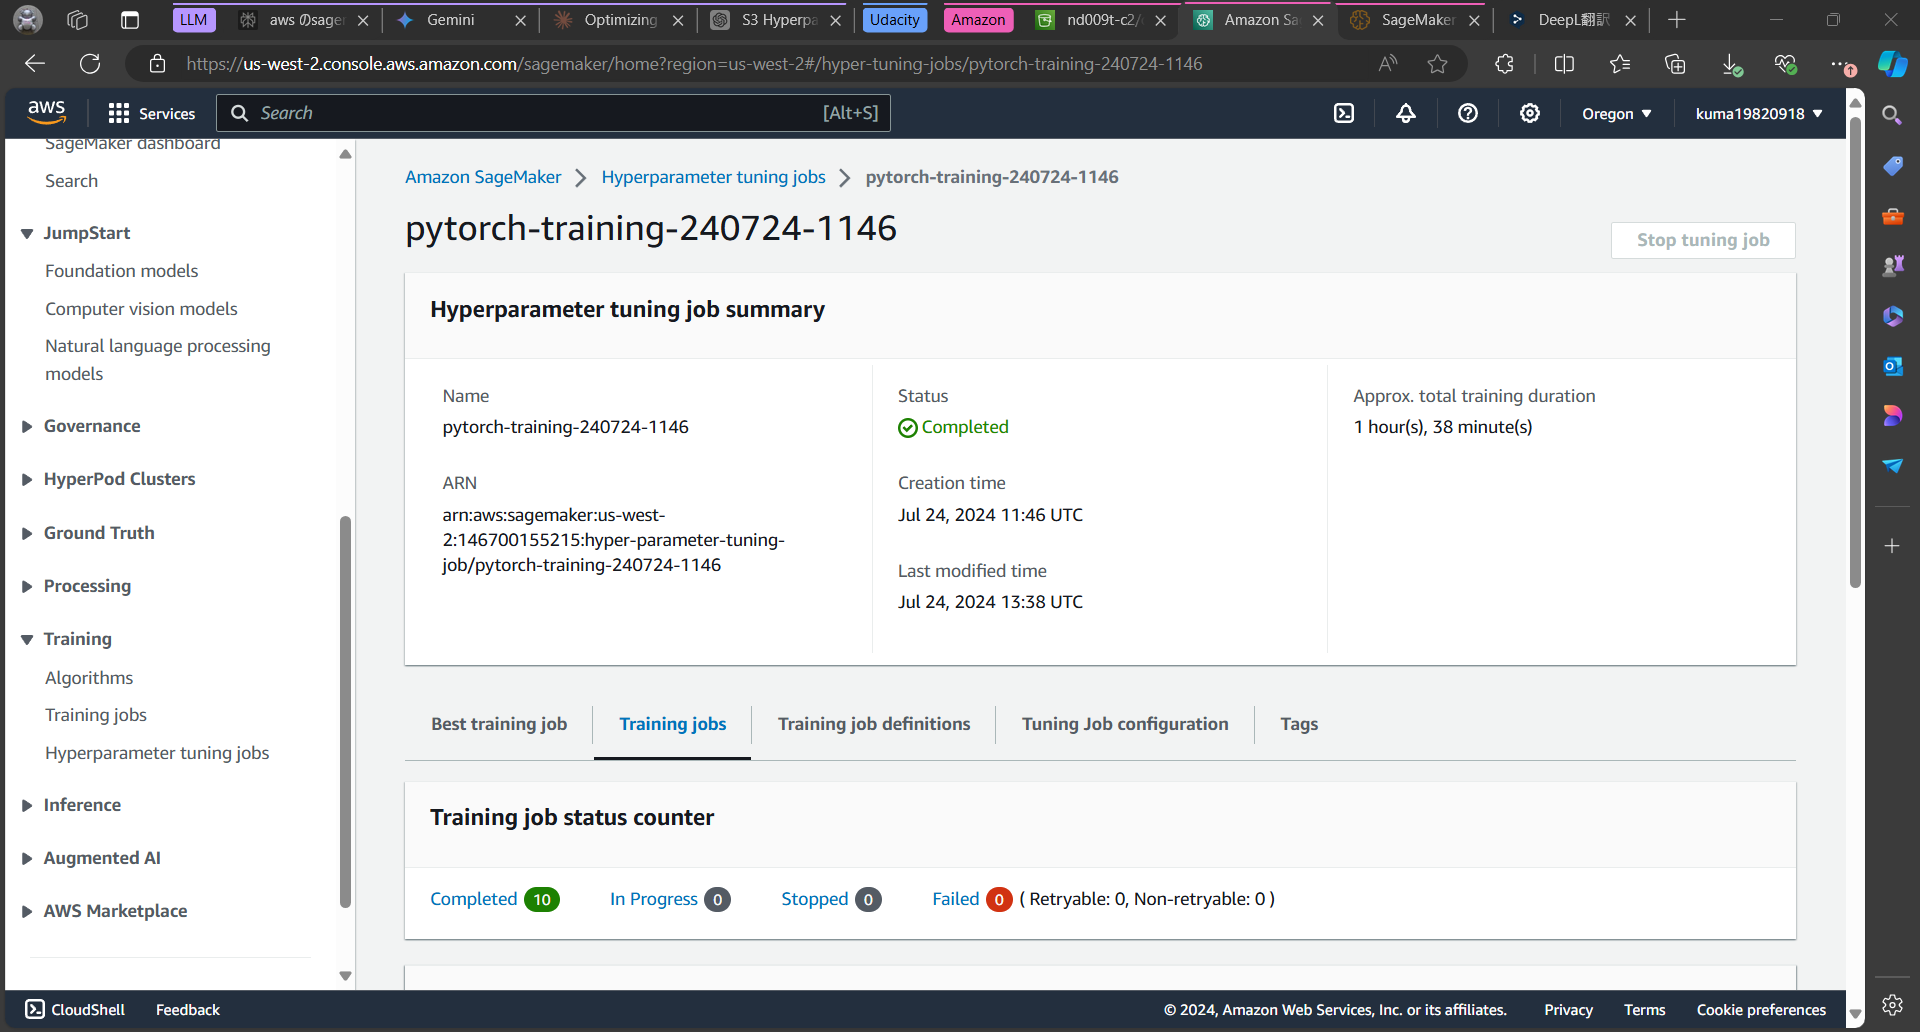 LLM
aws のsager
Gemini
Optimizing
S3 Hyperpa
Udacity
Amazon
nd009t-c2/
Amazon Sa
SageMaker
DeepL翻訳
https://us-west-2.console.aws.amazon.com/sagemaker/home?region=us-west-2#/hyper-tuning-jobs/pytorch-training-240724-1146
aws
Services
Search
[Alt+S]
Oregon
kuma19820918
SageMaker dashboard
Search
JumpStart
Foundation models
Computer vision models
Natural language processing
models
Governance
HyperPod Clusters
Ground Truth
Processing
Training
Algorithms
Training jobs
Hyperparameter tuning jobs
Inference
Augmented AI
AWS Marketplace
Amazon SageMaker
Hyperparameter tuning jobs
pytorch-training-240724-1146
pytorch-training-240724-1146
Stop tuning job
Hyperparameter tuning job summary
Name
pytorch-training-240724-1146
ARN
arn:aws:sagemaker:us-west-
2:146700155215:hyper-parameter-tuning-
job/pytorch-training-240724-1146
Status
Completed
Creation time
Jul 24, 2024 11:46 UTC
Last modified time
Jul 24, 2024 13:38 UTC
Approx. total training duration
1 hour(s), 38 minute(s)
Best training job
Training jobs
Training job definitions
Tuning Job configuration
Tags
Training job status counter
Completed 10
In Progress 0
Stopped 0
Failed 0 ( Retryable: 0, Non-retryable: 0 )
CloudShell
Feedback
© 2024, Amazon Web Services, Inc. or its affiliates.
Privacy
Terms
Cookie preferences